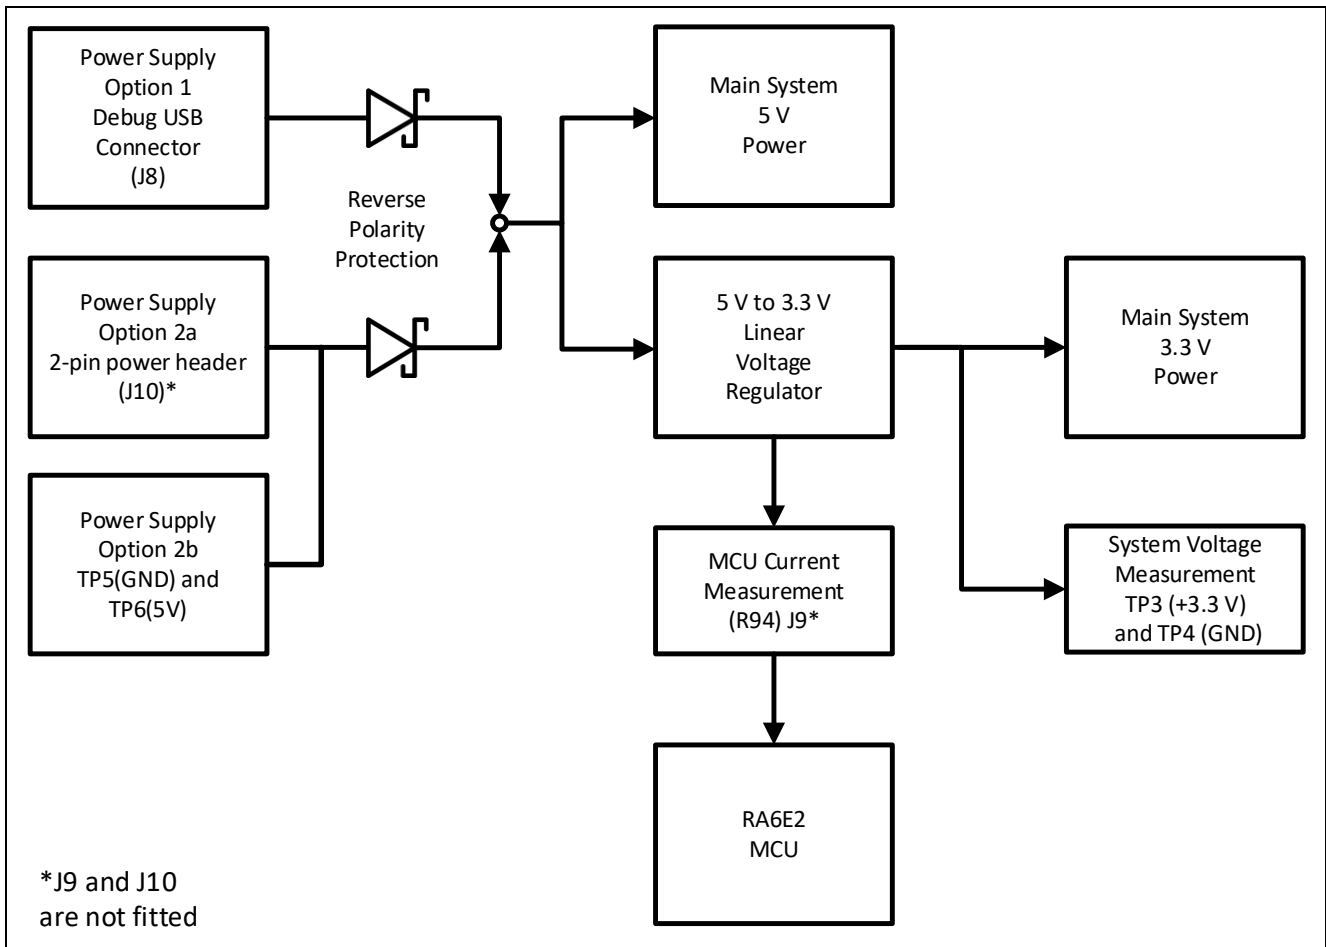 Power Supply
Option 1
Debug USB
Connector
(J8)
Reverse
Polarity
Protection
Main System
5 V
Power
Power Supply
Option 2a
2-pin power header
(J10)*
5 V to 3.3 V
Linear
Voltage
Regulator
Main System
3.3 V
Power
Power Supply
Option 2b
TP5(GND) and
TP6(5V)
MCU Current
Measurement
(R94) J9*
System Voltage
Measurement
TP3 (+3.3 V)
and TP4 (GND)
RA6E2
MCU
*J9 and J10
are not fitted